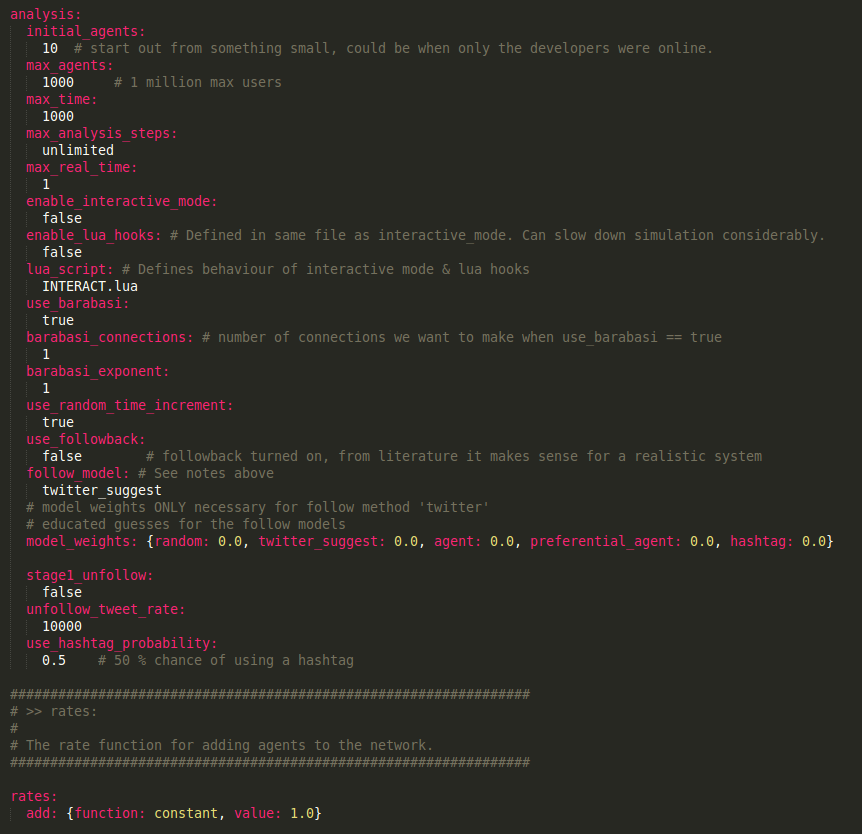 analysis:
initial_agents:
10  # start out from something small, could be when only the developers were online.
max_agents:
1000     # 1 million max users
max_time:
1000
max_analysis_steps:
unlimited
max_real_time:
1
enable_interactive_mode:
false
enable_lua_hooks: # Defined in same file as interactive_mode. Can slow down simulation considerably.
false
lua_script: # Defines behaviour of interactive mode & lua hooks
INTERACT.lua
use_barabasi:
true
barabasi_connections: # number of connections we want to make when use_barabasi == true
1
barabasi_exponent:
1
use_random_time_increment:
true
use_followback:
false        # followback turned on, from literature it makes sense for a realistic system
follow_model: # See notes above
twitter_suggest
# model weights ONLY necessary for follow method 'twitter'
# educated guesses for the follow models
model_weights: {random: 0.0, twitter_suggest: 0.0, agent: 0.0, preferential_agent: 0.0, hashtag: 0.0}
stage1_unfollow:
false
unfollow_tweet_rate:
10000
use_hashtag_probability:
0.5    # 50 % chance of using a hashtag
#################################################################
# >> rates:
#
# The rate function for adding agents to the network.
#################################################################
rates:
add: {function: constant, value: 1.0}